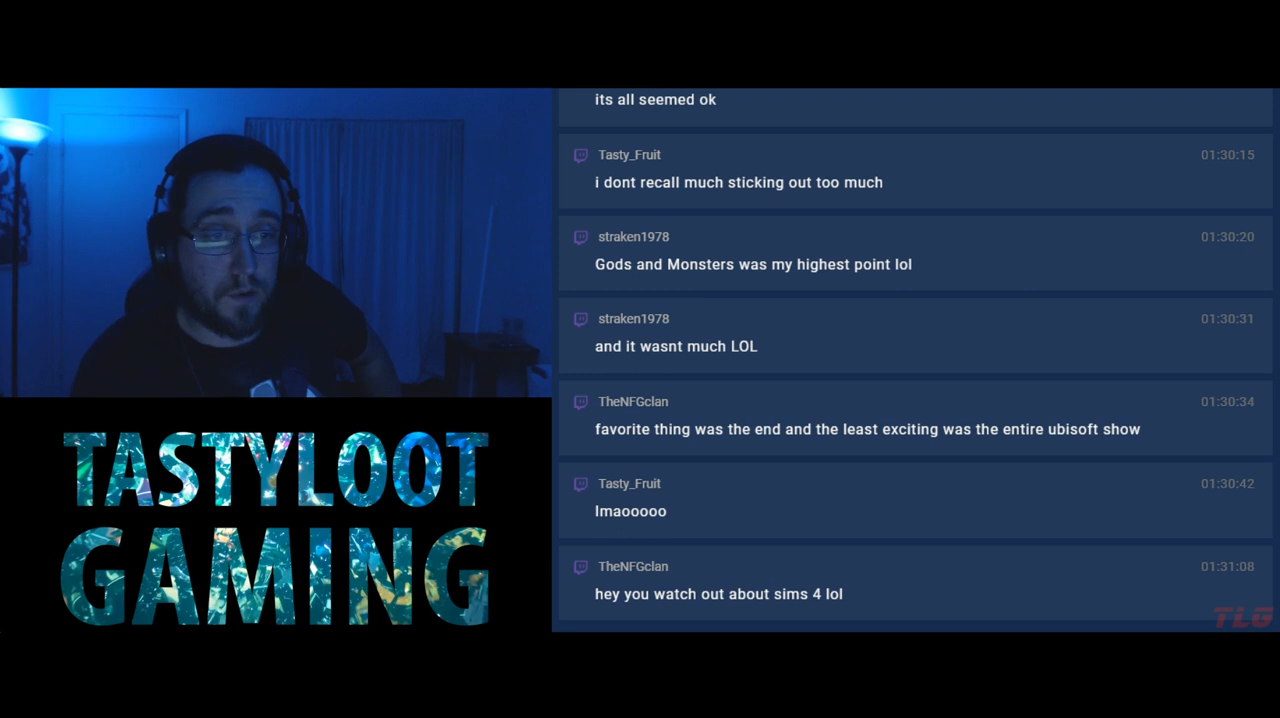 its all seemed ok
Tasty_Fruit 01:30:15
i dont recall much sticking out too much
straken1978 01:30:20
Gods and Monsters was my highest point lol
straken1978 01:30:31
and it wasnt much LOL
TheNFGclan 01:30:34
favorite thing was the end and the least exciting was the entire ubisoft show
Tasty_Fruit 01:30:42
lmaooooo
TheNFGclan 01:31:08
hey you watch out about sims 4 lol
TASTYLOOT
GAMING
TLG